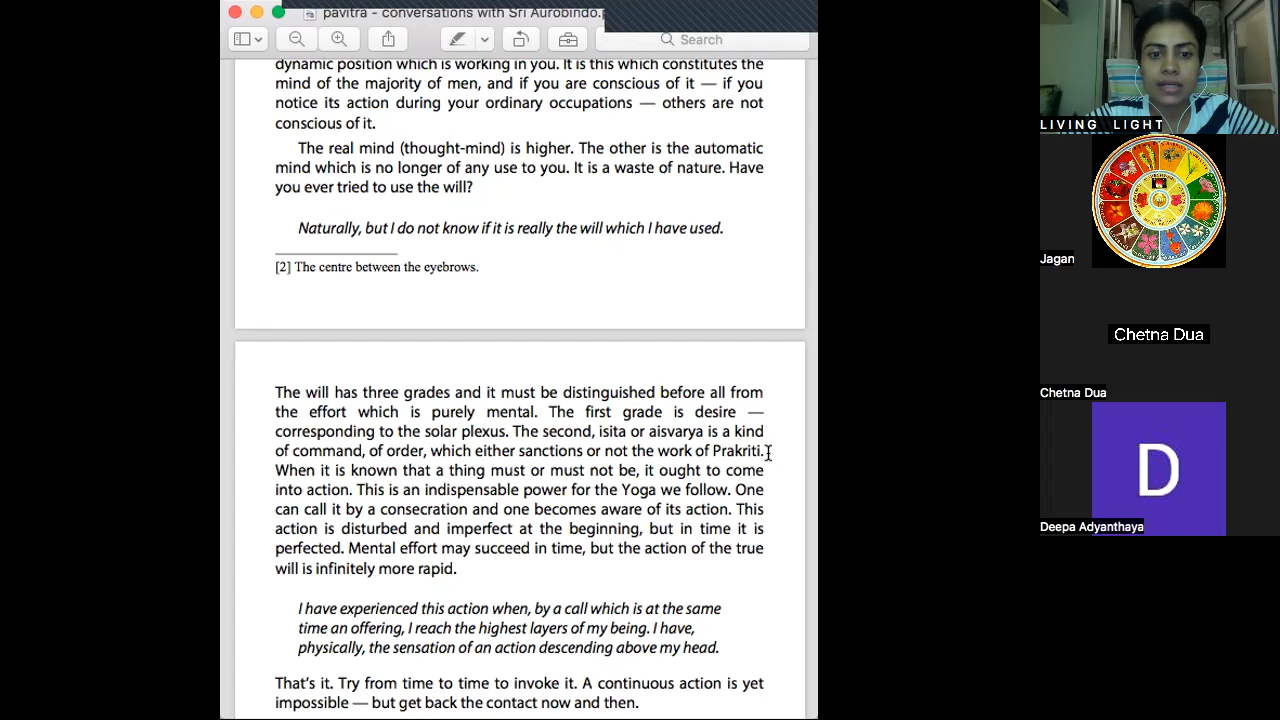 pavitra - conversations with Sri Aurobindo.
Search
dynamic position which is working in you. It is this which constitutes the
mind of the majority of men, and if you are conscious of it — if you
notice its action during your ordinary occupations — others are not
conscious of it.
The real mind (thought-mind) is higher. The other is the automatic
mind which is no longer of any use to you. It is a waste of nature. Have
you ever tried to use the will?
Naturally, but I do not know if it is really the will which I have used.
[2] The centre between the eyebrows.
The will has three grades and it must be distinguished before all from
the effort which is purely mental. The first grade is desire —
corresponding to the solar plexus. The second, isita or aisvarya is a kind
of command, of order, which either sanctions or not the work of Prakriti.
When it is known that a thing must or must not be, it ought to come
into action. This is an indispensable power for the Yoga we follow. One
can call it by a consecration and one becomes aware of its action. This
action is disturbed and imperfect at the beginning, but in time it is
perfected. Mental effort may succeed in time, but the action of the true
will is infinitely more rapid.
I have experienced this action when, by a call which is at the same
time an offering, I reach the highest layers of my being. I have,
physically, the sensation of an action descending above my head.
That's it. Try from time to time to invoke it. A continuous action is yet
impossible — but get back the contact now and then.
LIVING LIGHT
Jagan
Chetna Dua
Chetna Dua
D
Deepa Adyanthaya